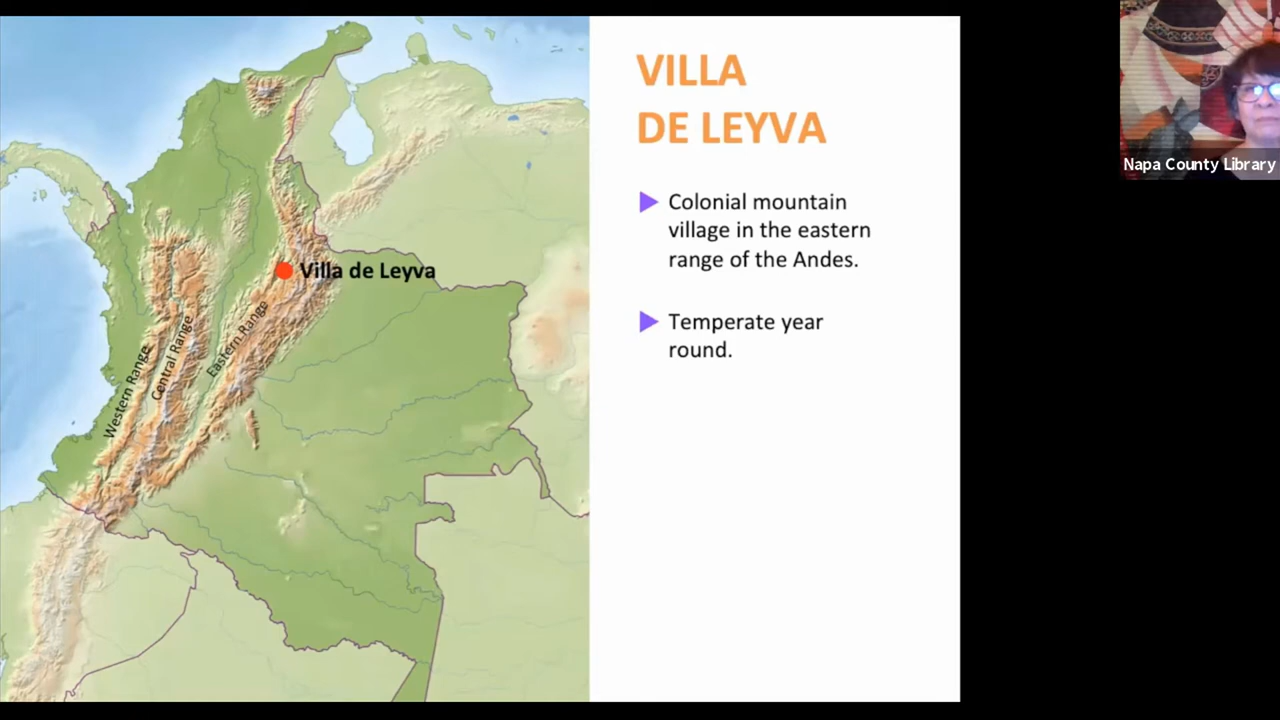 VILLA
DE LEYVA
Colonial mountain
village in the eastern
range of the Andes.
Temperate year
round.
Villa de Leyva
Western Range
Central Range
Eastern Range
Napa County Library